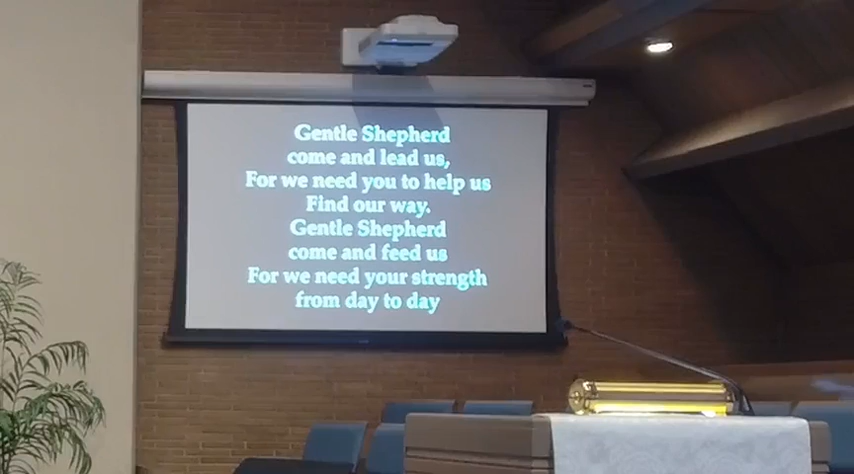 Gentle Shepherd
come and lead us,
For we need you to help us
Find our way.
Gentle Shepherd
come and feed us
For we need your strength
from day to day